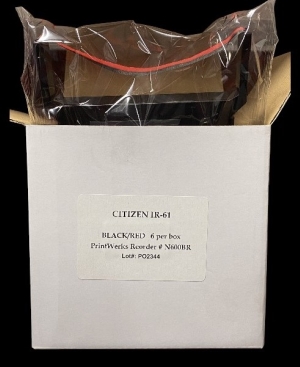 CITIZEN IR-61
BLACK/RED 6 per box
PrintWerks Reorder # N600BR
Lot#: PO2344